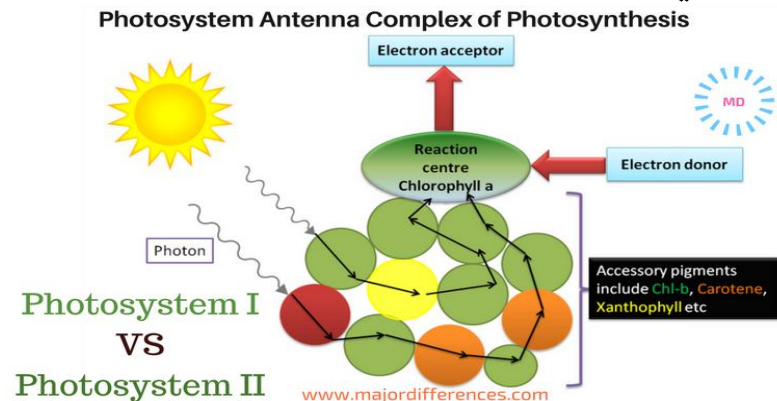 Photosystem Antenna Complex of Photosynthesis
Electron acceptor
MD
Reaction
centre
Chlorophyll a
Electron donor
Photon
Accessory pigments
include Chl-b, Carotene,
Xanthophyll etc
Photosystem I
VS
Photosystem II
www.majordifferences.com